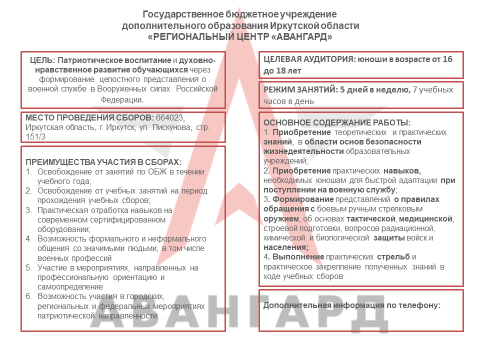 Государственное бюджетное учреждение
дополнительного образования Иркутской области
«РЕГИОНАЛЬНЫЙ ЦЕНТР «АВАНГАРД»
ЦЕЛЬ: Патриотическое воспитание и духовно-
нравственное развитие обучающихся через
формирование целостного представления о
военной службе в Вооруженных силах Российской
Федерации.
МЕСТО ПРОВЕДЕНИЯ СБОРОВ: 664023,
Иркутская область, г. Иркутск, ул. Пискунова, стр.
151/3
ПРЕИМУЩЕСТВА УЧАСТИЯ В СБОРАХ:
1. Освобождение от занятий по ОБЖ в течении
учебного года;
2. Освобождение от учебных занятий на период
прохождения учебных сборов;
3. Практическая отработка навыков на
современном сертифицированном
оборудовании;
4. Возможность формального и неформального
общения со значимыми людьми, в том числе
военных профессий
5. Участие в мероприятиях, направленных на
профессиональную ориентацию и
самоопределение
6. Возможность участия в городских,
региональных и федеральных мероприятиях
патриотической направленности
ЦЕЛЕВАЯ АУДИТОРИЯ: юноши в возрасте от 16
до 18 лет
РЕЖИМ ЗАНЯТИЙ: 5 дней в неделю, 7 учебных
часов в день
ОСНОВНОЕ СОДЕРЖАНИЕ РАБОТЫ:
1. Приобретение теоретических и практических
знаний, в области основ безопасности
жизнедеятельности образовательных
учреждений;
2. Приобретение практических навыков,
необходимых юношам для быстрой адаптации при
поступлении на военную службу;
3. Формирование представлений о правилах
обращения с боевым ручным стрелковым
оружием, об основах тактической, медицинской,
строевой подготовки, вопросов радиационной,
химической и биологической защиты войск и
населения;
4. Выполнение практических стрельб и
практическое закрепление полученных знаний в
ходе учебных сборов.
Дополнительная информация по телефону:
АВАНГАРД